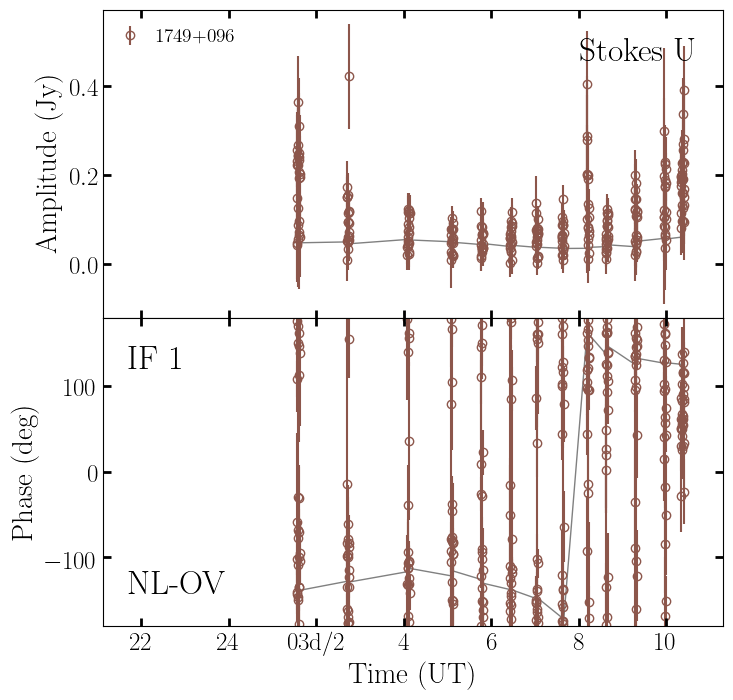 1749+096
Stokes U
Amplitude (Jy)
0.4
0.2
0.0
IF 1
NL-OV
Phase (deg)
100
0
−100
22
24
03d/2
4
6
8
10
Time (UT)